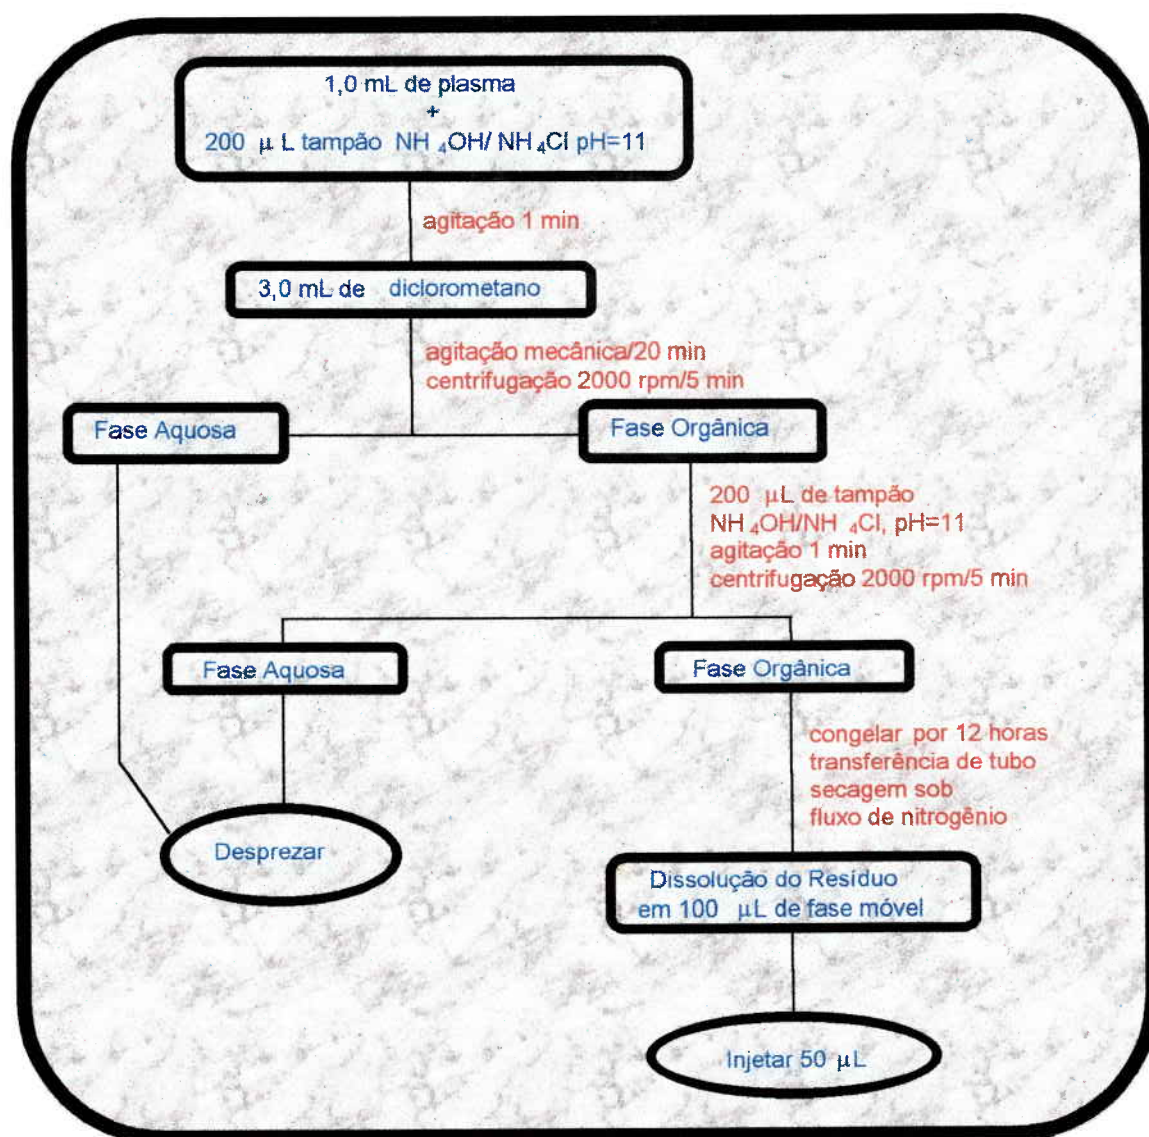 1,0 mL de plasma
+
200 μ L tampão NH 4OH/ NH 4Cl pH=11
agitação 1 min
3,0 mL de diclorometano
agitação mecânica/20 min
centrifugação 2000 rpm/5 min
Fase Aquosa
Fase Orgânica
200 μL de tampão
NH 4OH/NH 4Cl, pH=11
agitação 1 min
centrifugação 2000 rpm/5 min
Fase Aquosa
Fase Orgânica
congelar por 12 horas
transferência de tubo
secagem sob
fluxo de nitrogênio
Desprezar
Dissolução do Resíduo
em 100 μL de fase móvel
Injetar 50 μL